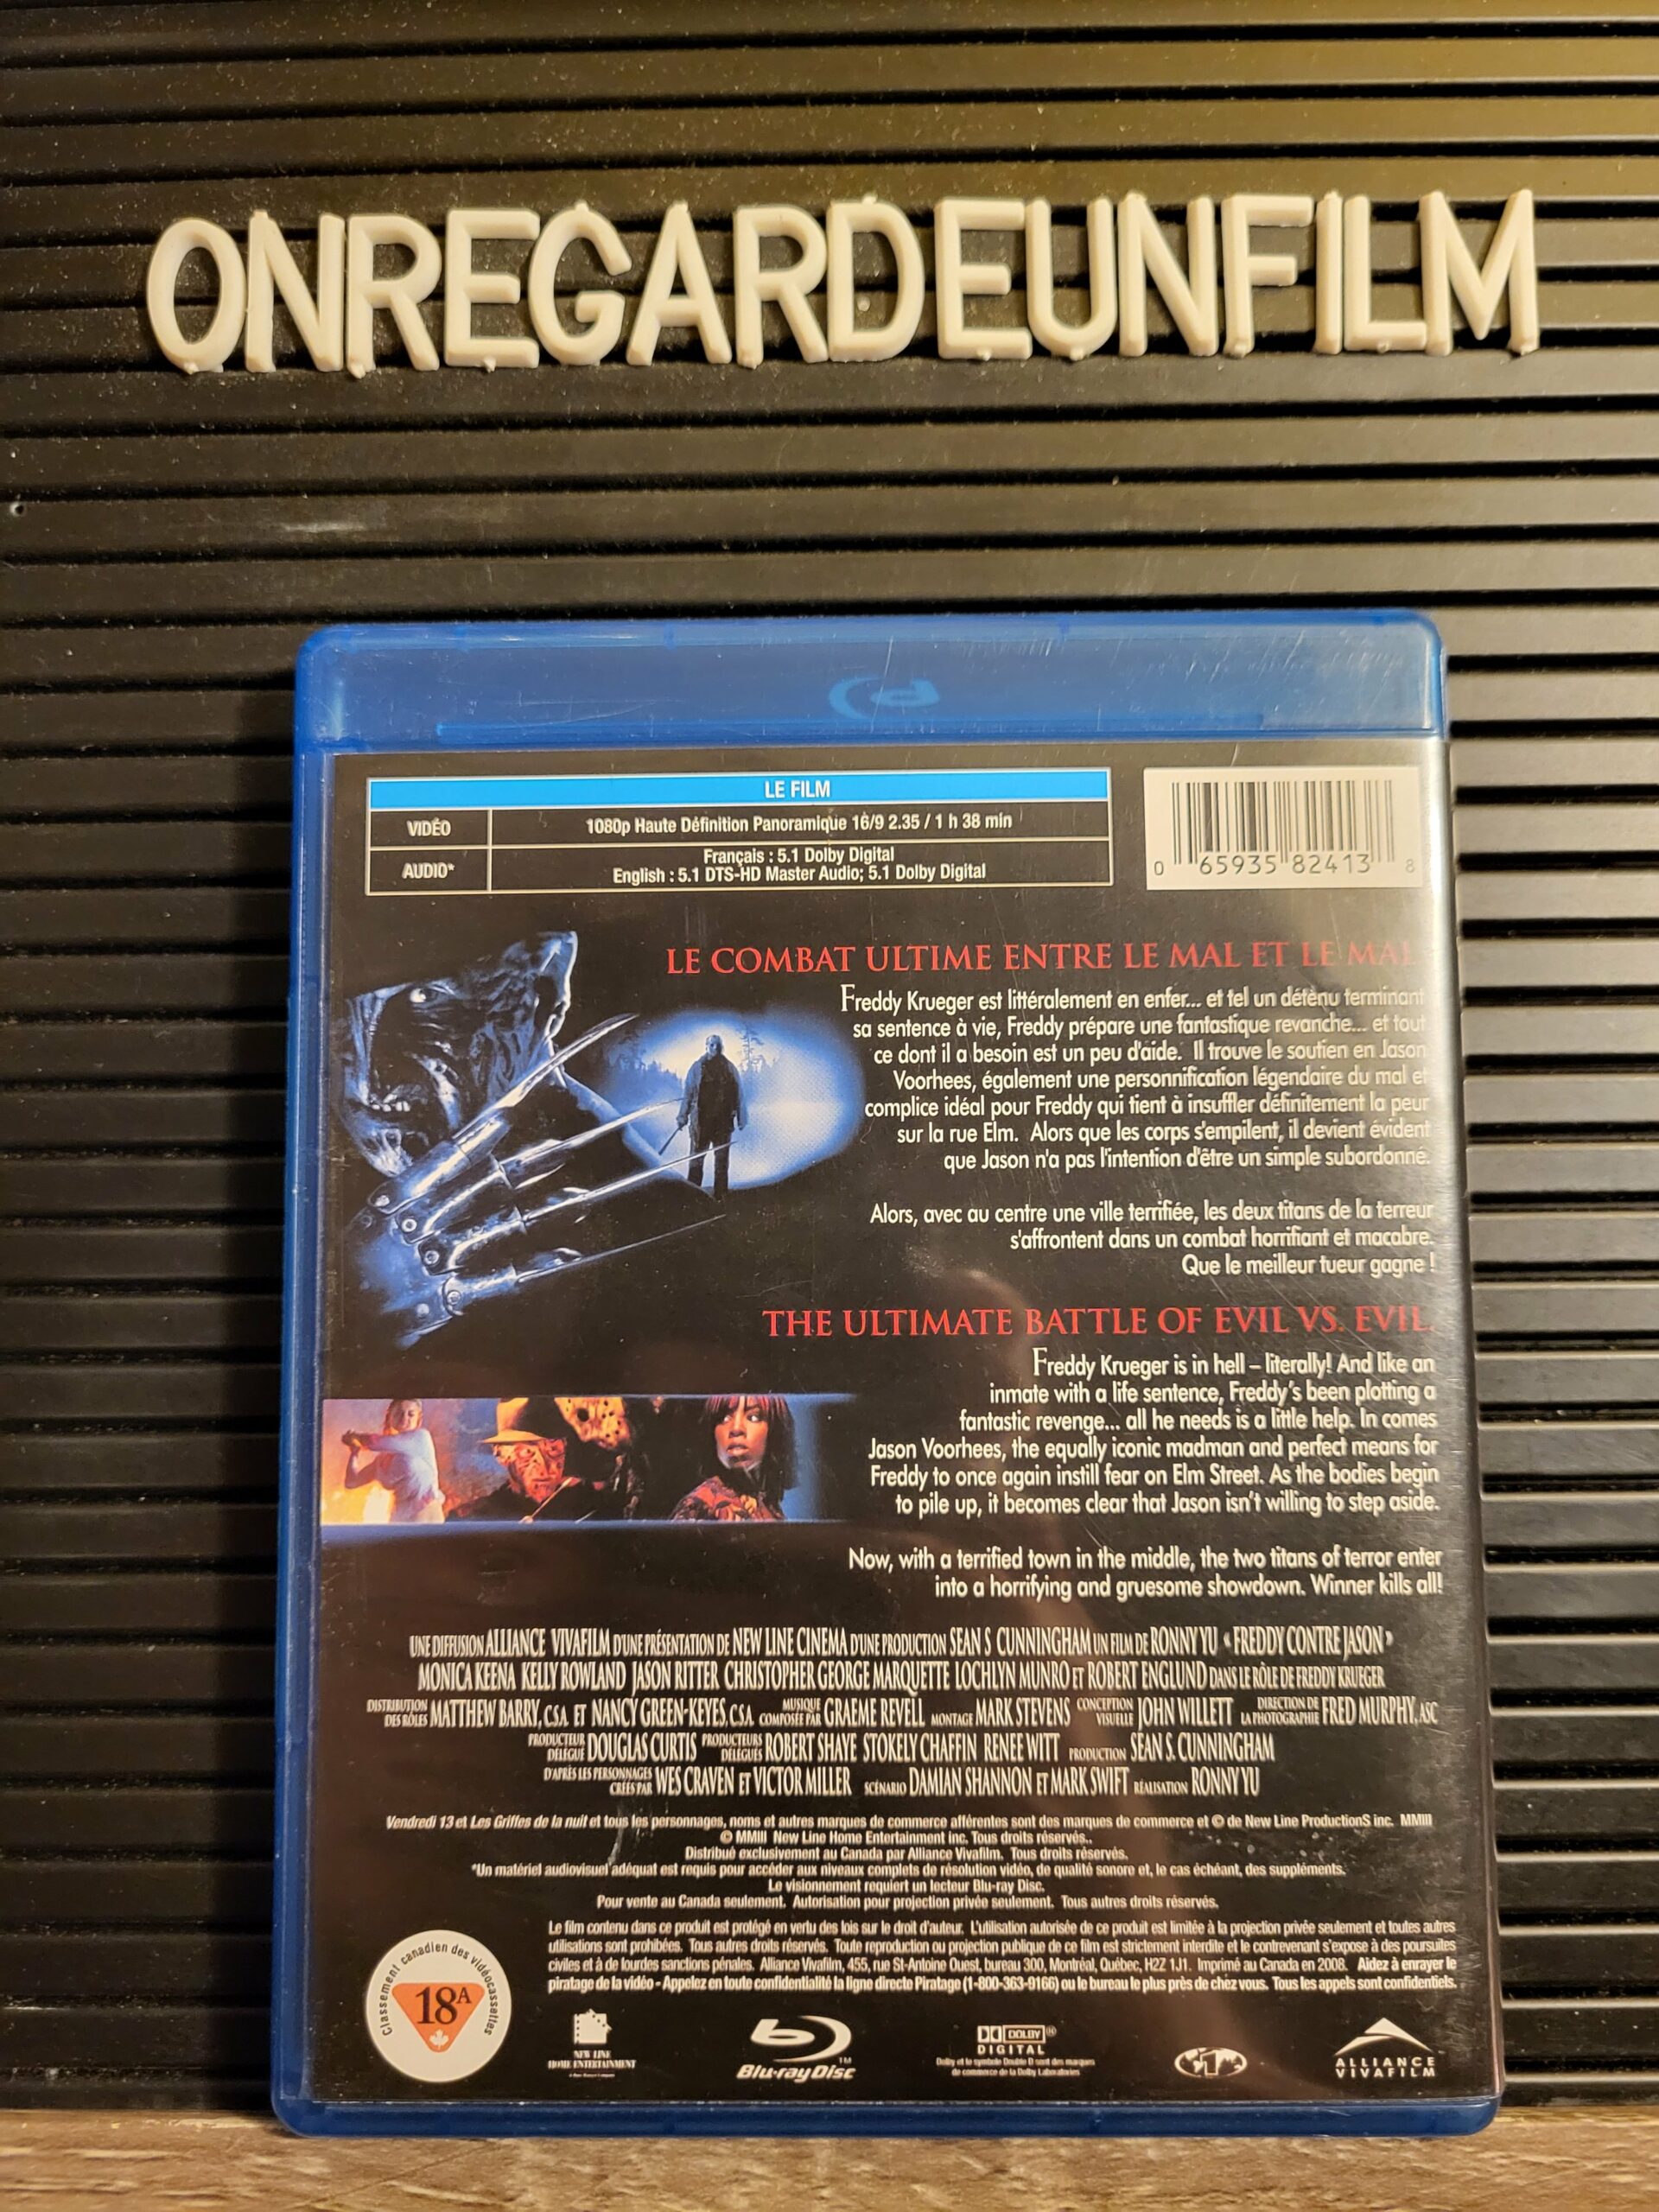 ONREGARDEUNFILM
LE FILM
VIDÉO 1080p Haute Définition Panoramique 16/9 2.35 / 1 h 38 min
AUDIO* Français : 5.1 Dolby Digital
English : 5.1 DTS-HD Master Audio; 5.1 Dolby Digital
0 65935 82413 8
LE COMBAT ULTIME ENTRE LE MAL ET LE MAL
Freddy Krueger est littéralement en enfer... et tel un détenu terminant
sa sentence à vie, Freddy prépare une fantastique revanche... et tout
ce dont il a besoin est un peu d'aide. Il trouve le soutien en Jason
Voorhees, également une personnification légendaire du mal et
complice idéal pour Freddy qui tient à insuffler définitement la peur
sur la rue Elm. Alors que les corps s'empilent, il devient évident
que Jason n'a pas l'intention d'être un simple subordonné.
Alors, avec au centre une ville terrifiée, les deux titans de la terreur
s'affrontent dans un combat horrifiant et macabre.
Que le meilleur tueur gagne !
THE ULTIMATE BATTLE OF EVIL VS. EVIL.
Freddy Krueger is in hell – literally! And like an
inmate with a life sentence, Freddy's been plotting a
fantastic revenge... all he needs is a little help. In comes
Jason Voorhees, the equally iconic madman and perfect means for
Freddy to once again instill fear on Elm Street. As the bodies begin
to pile up, it becomes clear that Jason isn't willing to step aside.
Now, with a terrified town in the middle, the two titans of terror enter
into a horrifying and gruesome showdown. Winner kills all!
UNE DIFFUSION ALLIANCE VIVAFILM D'UNE PRÉSENTATION DE NEW LINE CINEMA D'UNE PRODUCTION SEAN S CUNNINGHAM UN FILM DE RONNY YU « FREDDY CONTRE JASON »
MONICA KEENA KELLY ROWLAND JASON RITTER CHRISTOPHER GEORGE MARQUETTE LOCHLYN MUNRO ET ROBERT ENGLUND DANS LE RÔLE DE FREDDY KRUEGER
DISTRIBUTION DES RÔLES MATTHEW BARRY, C.S.A. ET NANCY GREEN-KEYES, C.S.A. MUSIQUE COMPOSÉE PAR GRAEME REVELL MONTAGE MARK STEVENS CONCEPTION VISUELLE JOHN WILLETT DIRECTION DE LA PHOTOGRAPHIE FRED MURPHY, ASC
PRODUCTEUR DÉLÉGUÉ DOUGLAS CURTIS PRODUCTEURS DÉLÉGUÉS ROBERT SHAYE STOKELY CHAFFIN RENEE WITT PRODUCTION SEAN S. CUNNINGHAM
D'APRÈS LES PERSONNAGES CRÉÉS PAR WES CRAVEN ET VICTOR MILLER SCÉNARIO DAMIAN SHANNON ET MARK SWIFT RÉALISATION RONNY YU
Vendredi 13 et Les Griffes de la nuit et tous les personnages, noms et autres marques de commerce afférentes sont des marques de commerce et © de New Line ProductionS inc. MMIII
© MMIII New Line Home Entertainment inc. Tous droits réservés..
Distribué exclusivement au Canada par Alliance Vivafilm. Tous droits réservés.
*Un matériel audiovisuel adéquat est requis pour accéder aux niveaux complets de résolution vidéo, de qualité sonore et, le cas échéant, des suppléments.
Le visionnement requiert un lecteur Blu-ray Disc.
Pour vente au Canada seulement. Autorisation pour projection privée seulement. Tous autres droits réservés.
Le film contenu dans ce produit est protégé en vertu des lois sur le droit d'auteur. L'utilisation autorisée de ce produit est limitée à la projection privée seulement et toutes autres
utilisations sont prohibées. Tous autres droits réservés. Toute reproduction ou projection publique de ce film est strictement interdite et le contrevenant s'expose à des poursuites
civiles et à de lourdes sanctions pénales. Alliance Vivafilm, 455, rue St-Antoine Ouest, bureau 300, Montréal, Québec, H2Z 1J1. Imprimé au Canada en 2008. Aidez à enrayer le
piratage de la vidéo - Appelez en toute confidentialité la ligne directe Piratage (1-800-363-9166) ou le bureau le plus près de chez vous. Tous les appels sont confidentiels.
Classement canadien des vidéocassettes
18A
NEW LINE
HOME ENTERTAINMENT
Blu-ray Disc™
DOLBY
DIGITAL
Dolby et le symbole Double D sont des marques
de commerce de la Dolby Laboratories
ALLIANCE
VIVAFILM